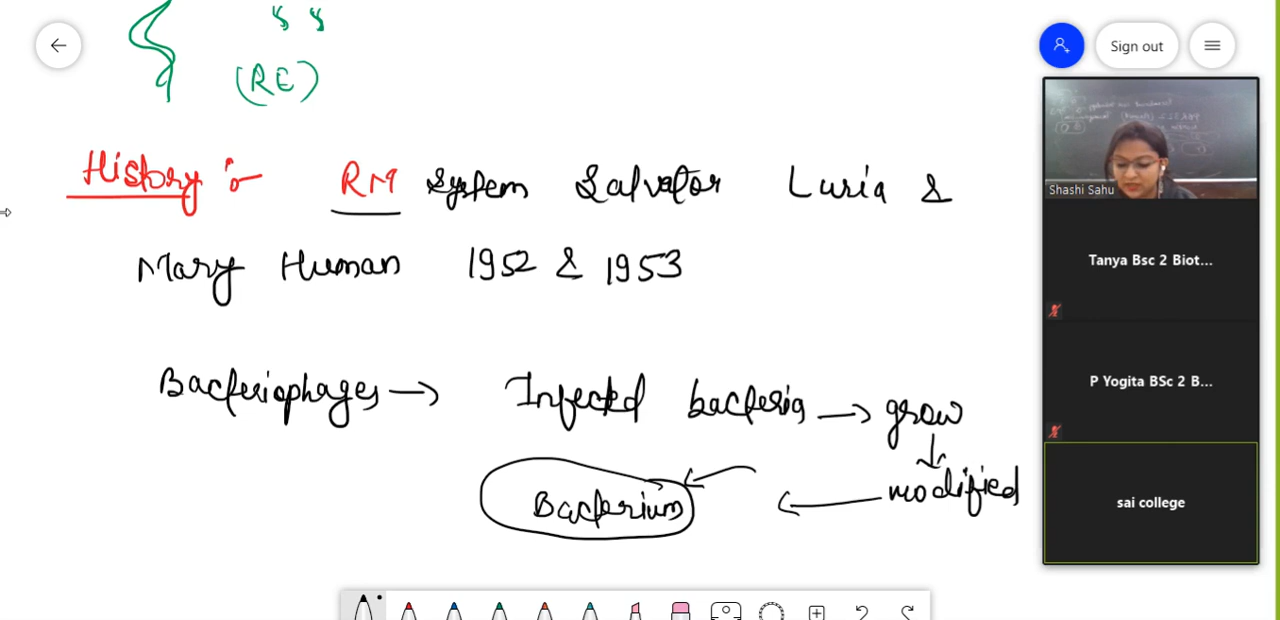 (RE)
Sign out
History :- RM System Salvator Luria &
Shashi Sahu
Mary Human 1952 & 1953
Tanya Bsc 2 Biot...
Bacteriophages → Infected bacteria → grow
P Yogita BSc 2 B...
↓
modified
Bacterium ←
sai college